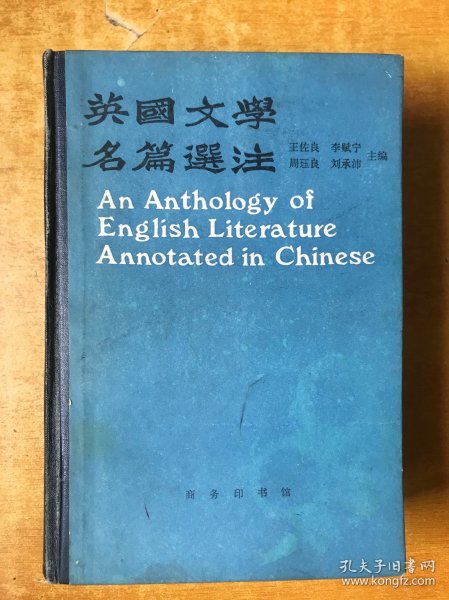 英國文學
名篇選注
王佐良 李赋宁
周珏良 刘承沛
主编
An Anthology of
English Literature
Annotated in Chinese
商务印书馆
孔夫子旧书网
www.kongfz.com